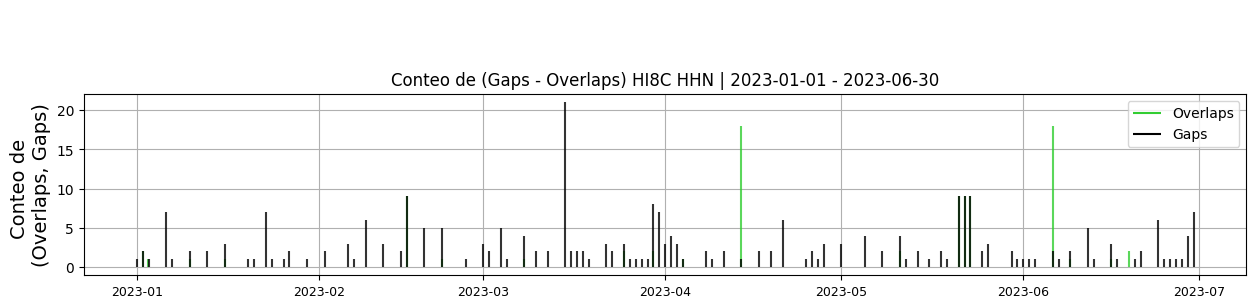 Conteo de (Gaps - Overlaps) HI8C HHN | 2023-01-01 - 2023-06-30
Conteo de
(Overlaps, Gaps)
20
15
10
5
0
Overlaps
Gaps
2023-01
2023-02
2023-03
2023-04
2023-05
2023-06
2023-07